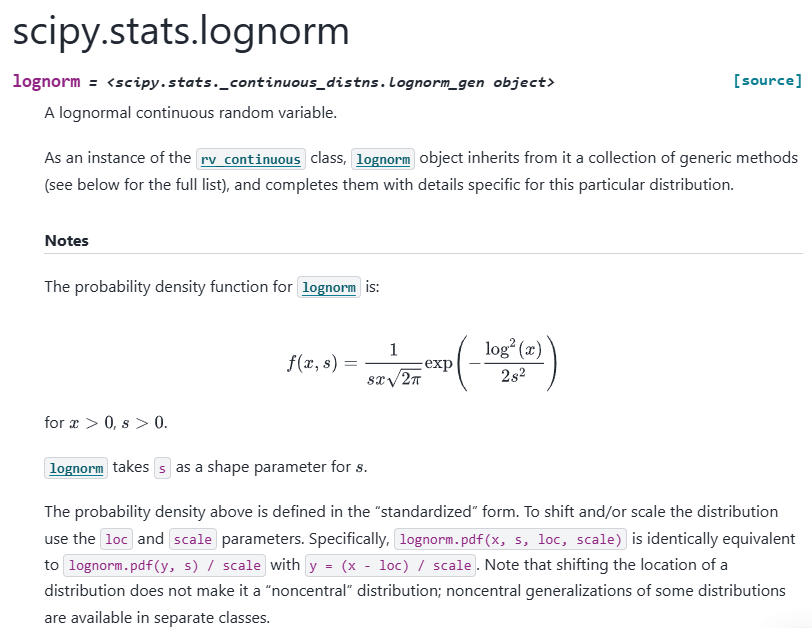 scipy.stats.lognorm
lognorm = <scipy.stats._continuous_distns.lognorm_gen object> [source]
A lognormal continuous random variable.
As an instance of the rv_continuous class, lognorm object inherits from it a collection of generic methods
(see below for the full list), and completes them with details specific for this particular distribution.
Notes
The probability density function for lognorm is:
f(x, s) = \frac{1}{sx\sqrt{2\pi}} \exp\left(-\frac{\log^2(x)}{2s^2}\right)
for x > 0, s > 0.
lognorm takes s as a shape parameter for s.
The probability density above is defined in the “standardized” form. To shift and/or scale the distribution
use the loc and scale parameters. Specifically, lognorm.pdf(x, s, loc, scale) is identically equivalent
to lognorm.pdf(y, s) / scale with y = (x - loc) / scale. Note that shifting the location of a
distribution does not make it a “noncentral” distribution; noncentral generalizations of some distributions
are available in separate classes.